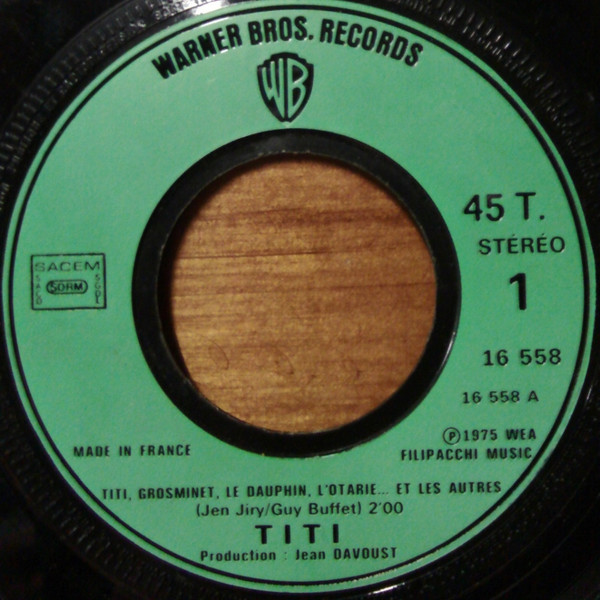 WARNER BROS. RECORDS
WB
45 T.
STÉRÉO
1
SACEM
SDRM
16 558
16 558 A
MADE IN FRANCE
Ⓟ1975 WEA
FILIPACCHI MUSIC
TITI, GROSMINET, LE DAUPHIN, L'OTARIE... ET LES AUTRES
(Jen Jiry/Guy Buffet) 2'00
TITI
Production : Jean DAVOUST